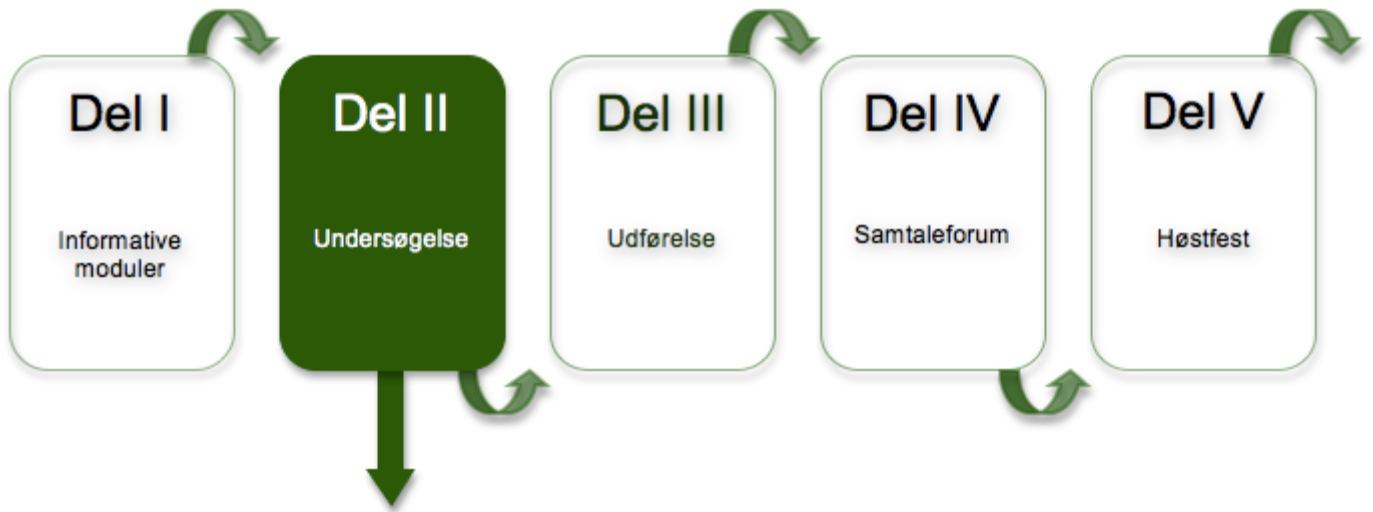 Del I
Informative
moduler
Del II
Undersøgelse
Del III
Udførelse
Del IV
Samtaleforum
Del V
Høstfest